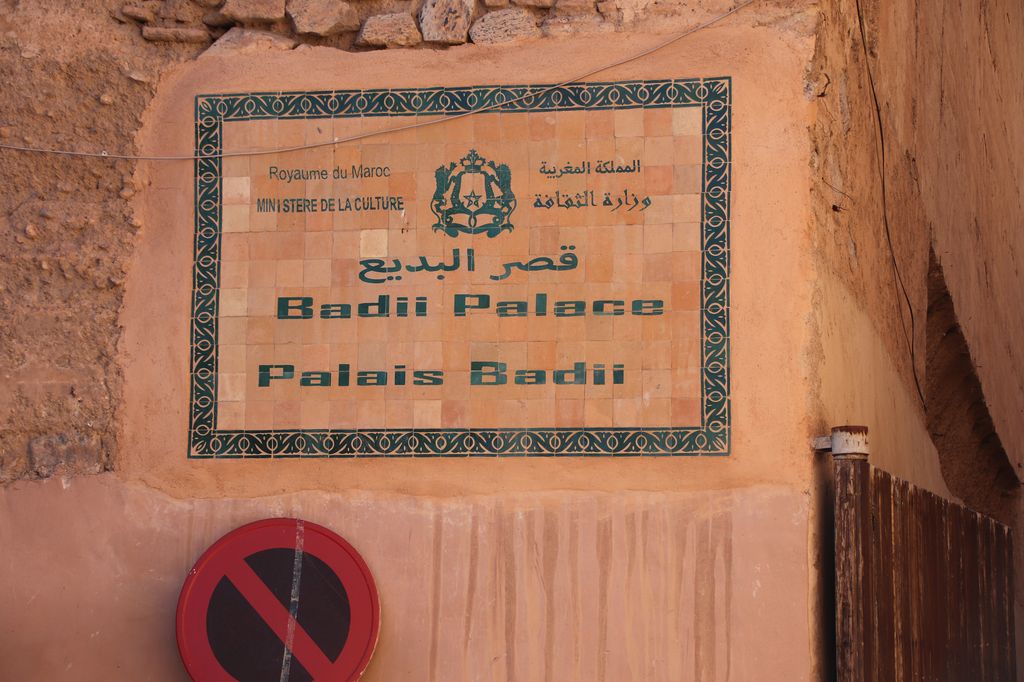 Royaume du Maroc
المملكة المغربية
MINISTERE DE LA CULTURE
وزارة الثقافة
قصر البديع
Badii Palace
Palais Badii